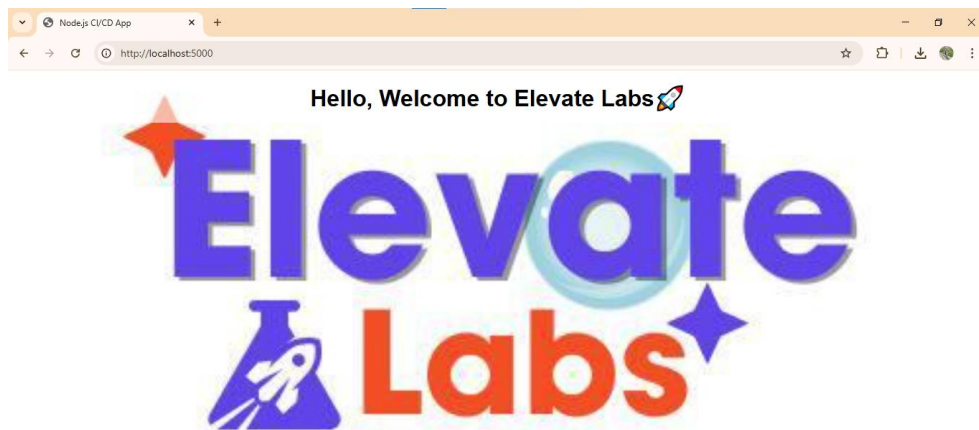 Node.js CI/CD App
http://localhost:5000
Hello, Welcome to Elevate Labs🚀
Elevate
Labs